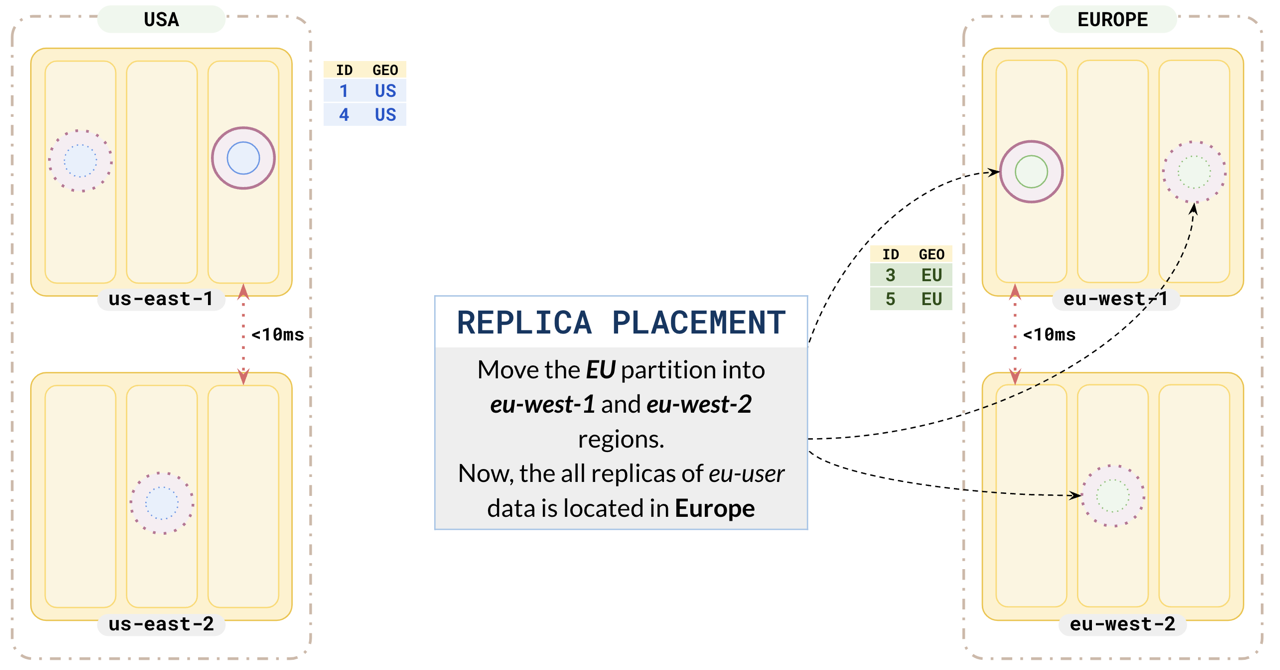 USA
ID GEO
1 US
4 US
us-east-1
<10ms
us-east-2
REPLICA PLACEMENT
Move the EU partition into
eu-west-1 and eu-west-2
regions.
Now, the all replicas of eu-user
data is located in Europe
EUROPE
ID GEO
3 EU
5 EU
eu-west-1
<10ms
eu-west-2